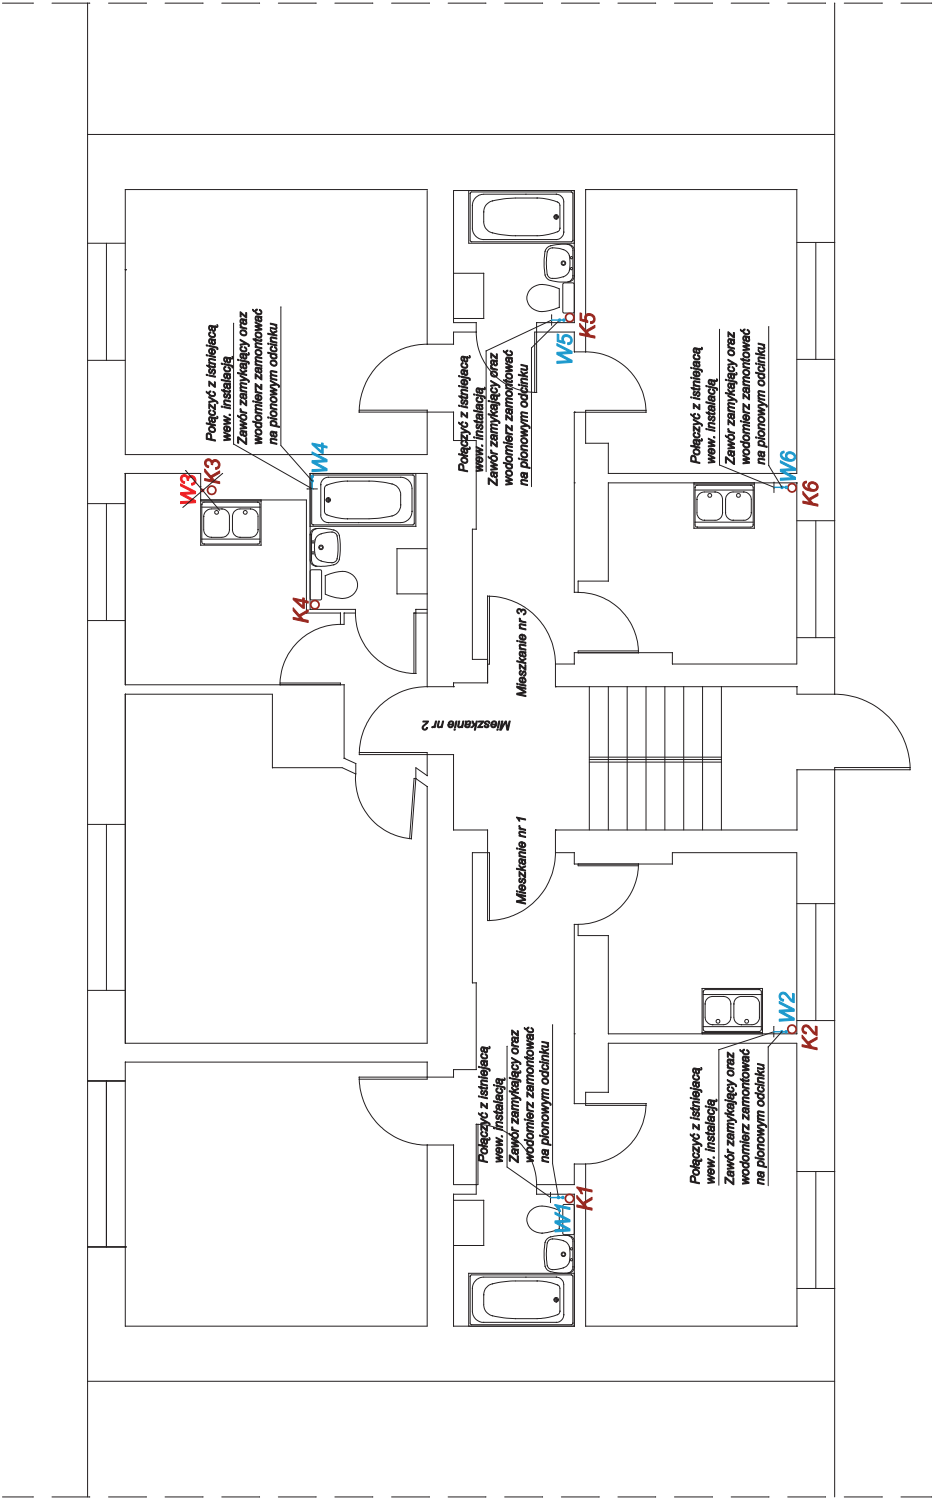 Połączyć z istniejącą
wew. instalacją
Zawór zamykający oraz
wodomierz zamontować
na pionowym odcinku
W4
W3
K3
K4
Połączyć z istniejacą
wew. instalacją
Zawór zamykający oraz
wodomierz zamontować
na pionowym odcinku
W5
K5
Połączyć z istniejacą
wew. instalacją
Zawór zamykający oraz
wodomierz zamontować
na pionowym odcinku
W6
K6
Mieszkanie nr 3
Mieszkanie nr 2
Mieszkanie nr 1
Połączyć z istniejacą
wew. instalacją
Zawór zamykający oraz
wodomierz zamontować
na pionowym odcinku
W1
K1
W2
K2
Połączyć z istniejacą
wew. instalacją
Zawór zamykający oraz
wodomierz zamontować
na pionowym odcinku